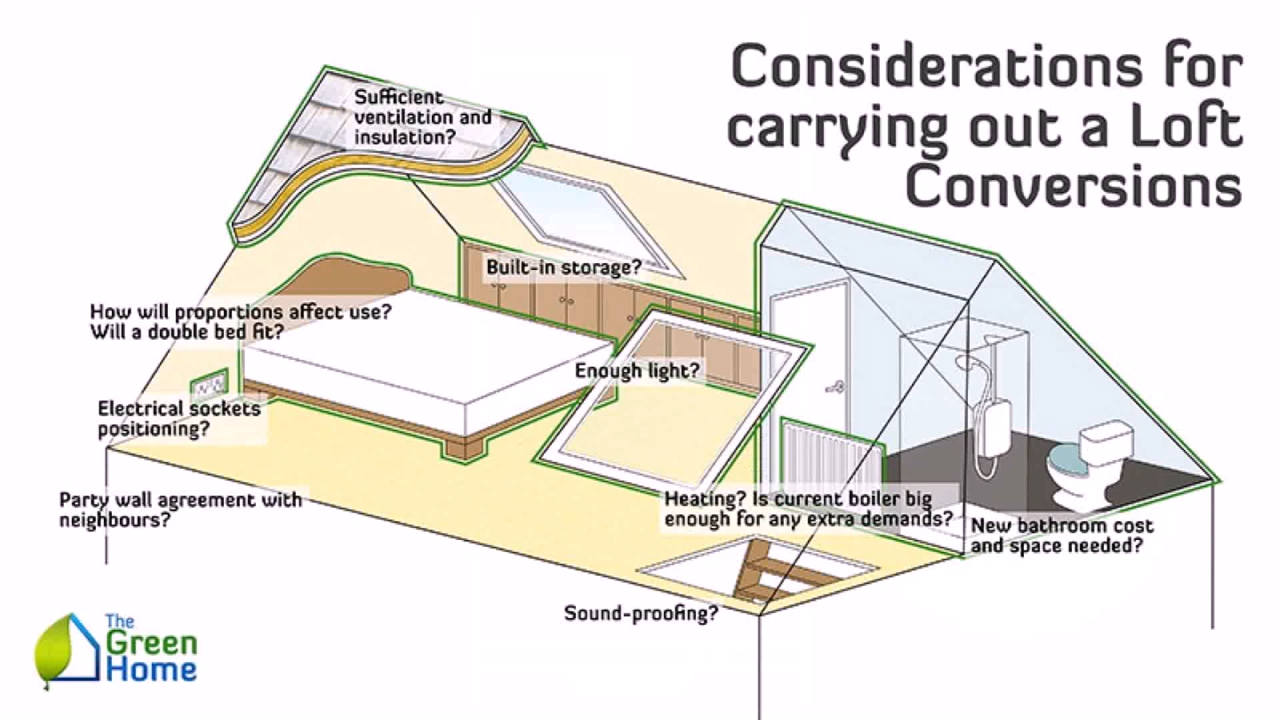 Considerations for
carrying out a Loft
Conversions
Sufficient
ventilation and
insulation?
Built-in storage?
How will proportions affect use?
Will a double bed fit?
Enough light?
Electrical sockets
positioning?
Party wall agreement with
neighbours?
Heating? Is current boiler big
enough for any extra demands?
New bathroom cost
and space needed?
Sound-proofing?
The
Green
Home